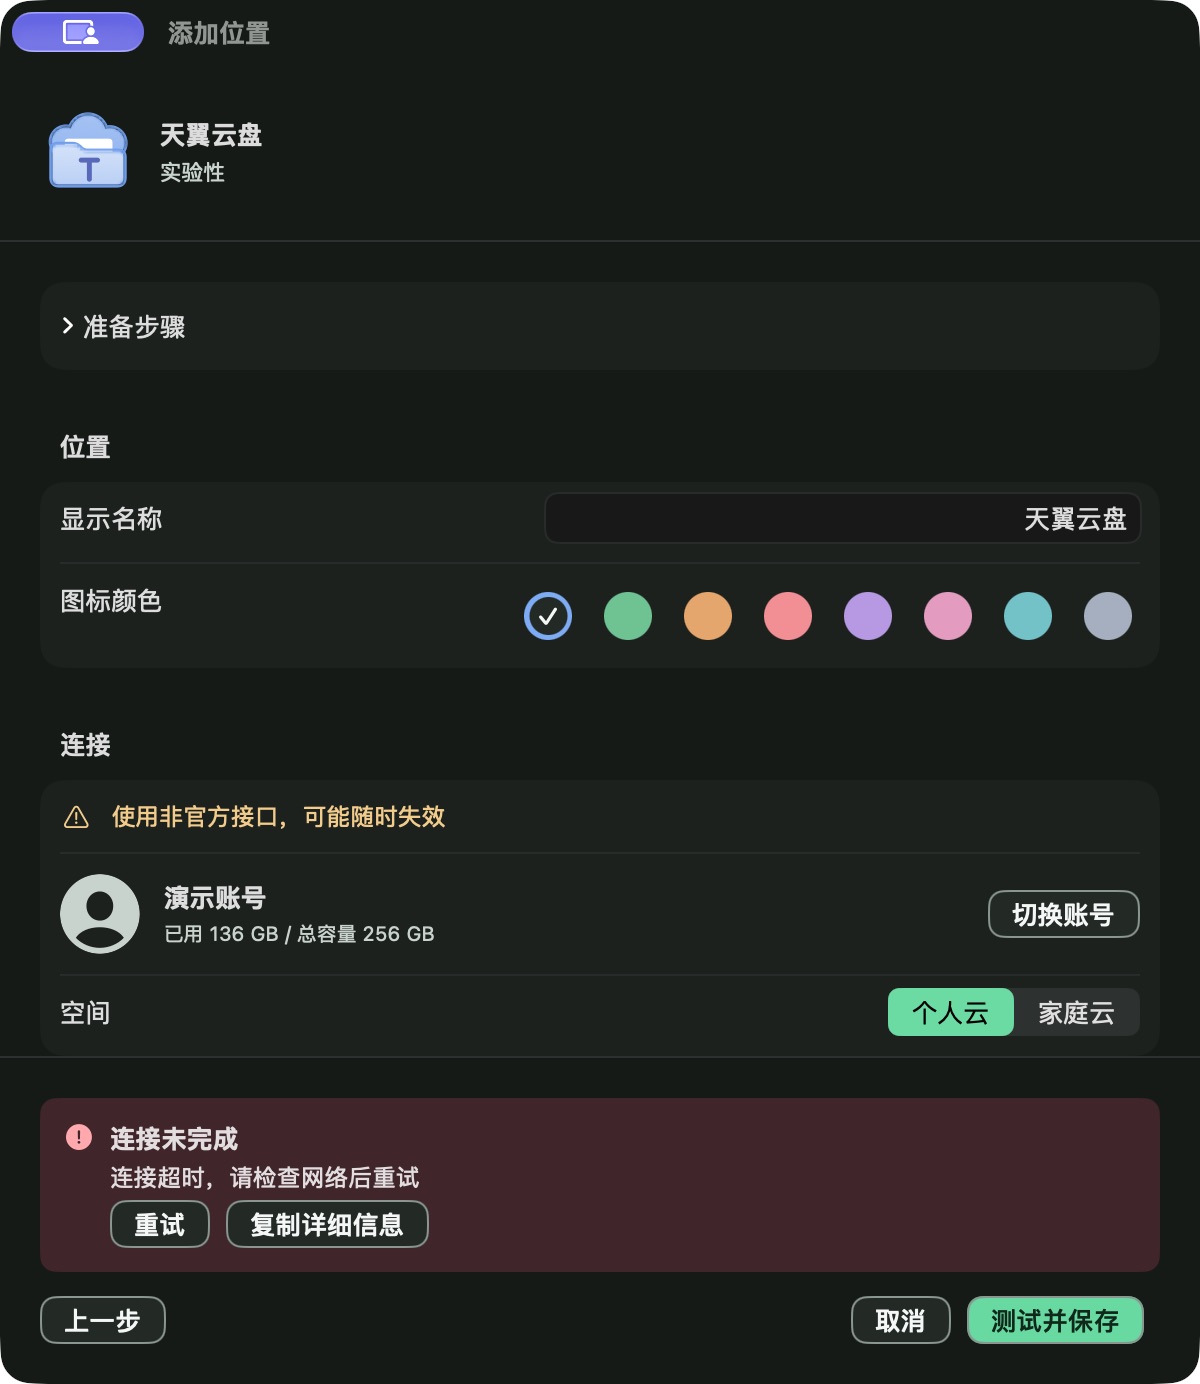 添加位置
T
天翼云盘
实验性
准备步骤
位置
显示名称
天翼云盘
图标颜色
连接
使用非官方接口，可能随时失效
演示账号
已用 136 GB / 总容量 256 GB
切换账号
空间
个人云
家庭云
连接未完成
连接超时，请检查网络后重试
重试
复制详细信息
上一步
取消
测试并保存